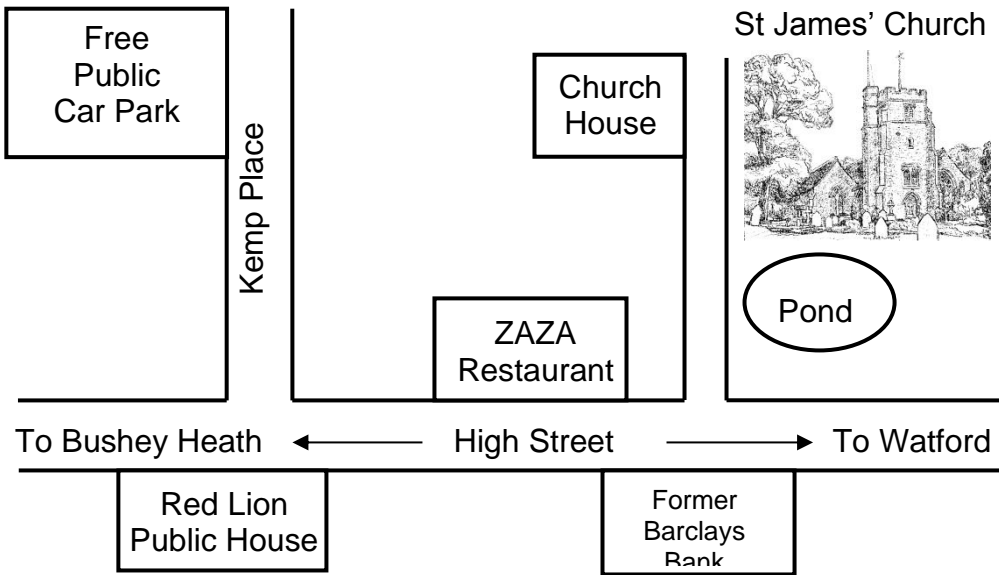 Free
Public
Car Park
Kemp Place
Church
House
St James’ Church
ZAZA
Restaurant
Pond
To Bushey Heath High Street To Watford
Red Lion
Public House
Former
Barclays
Bank